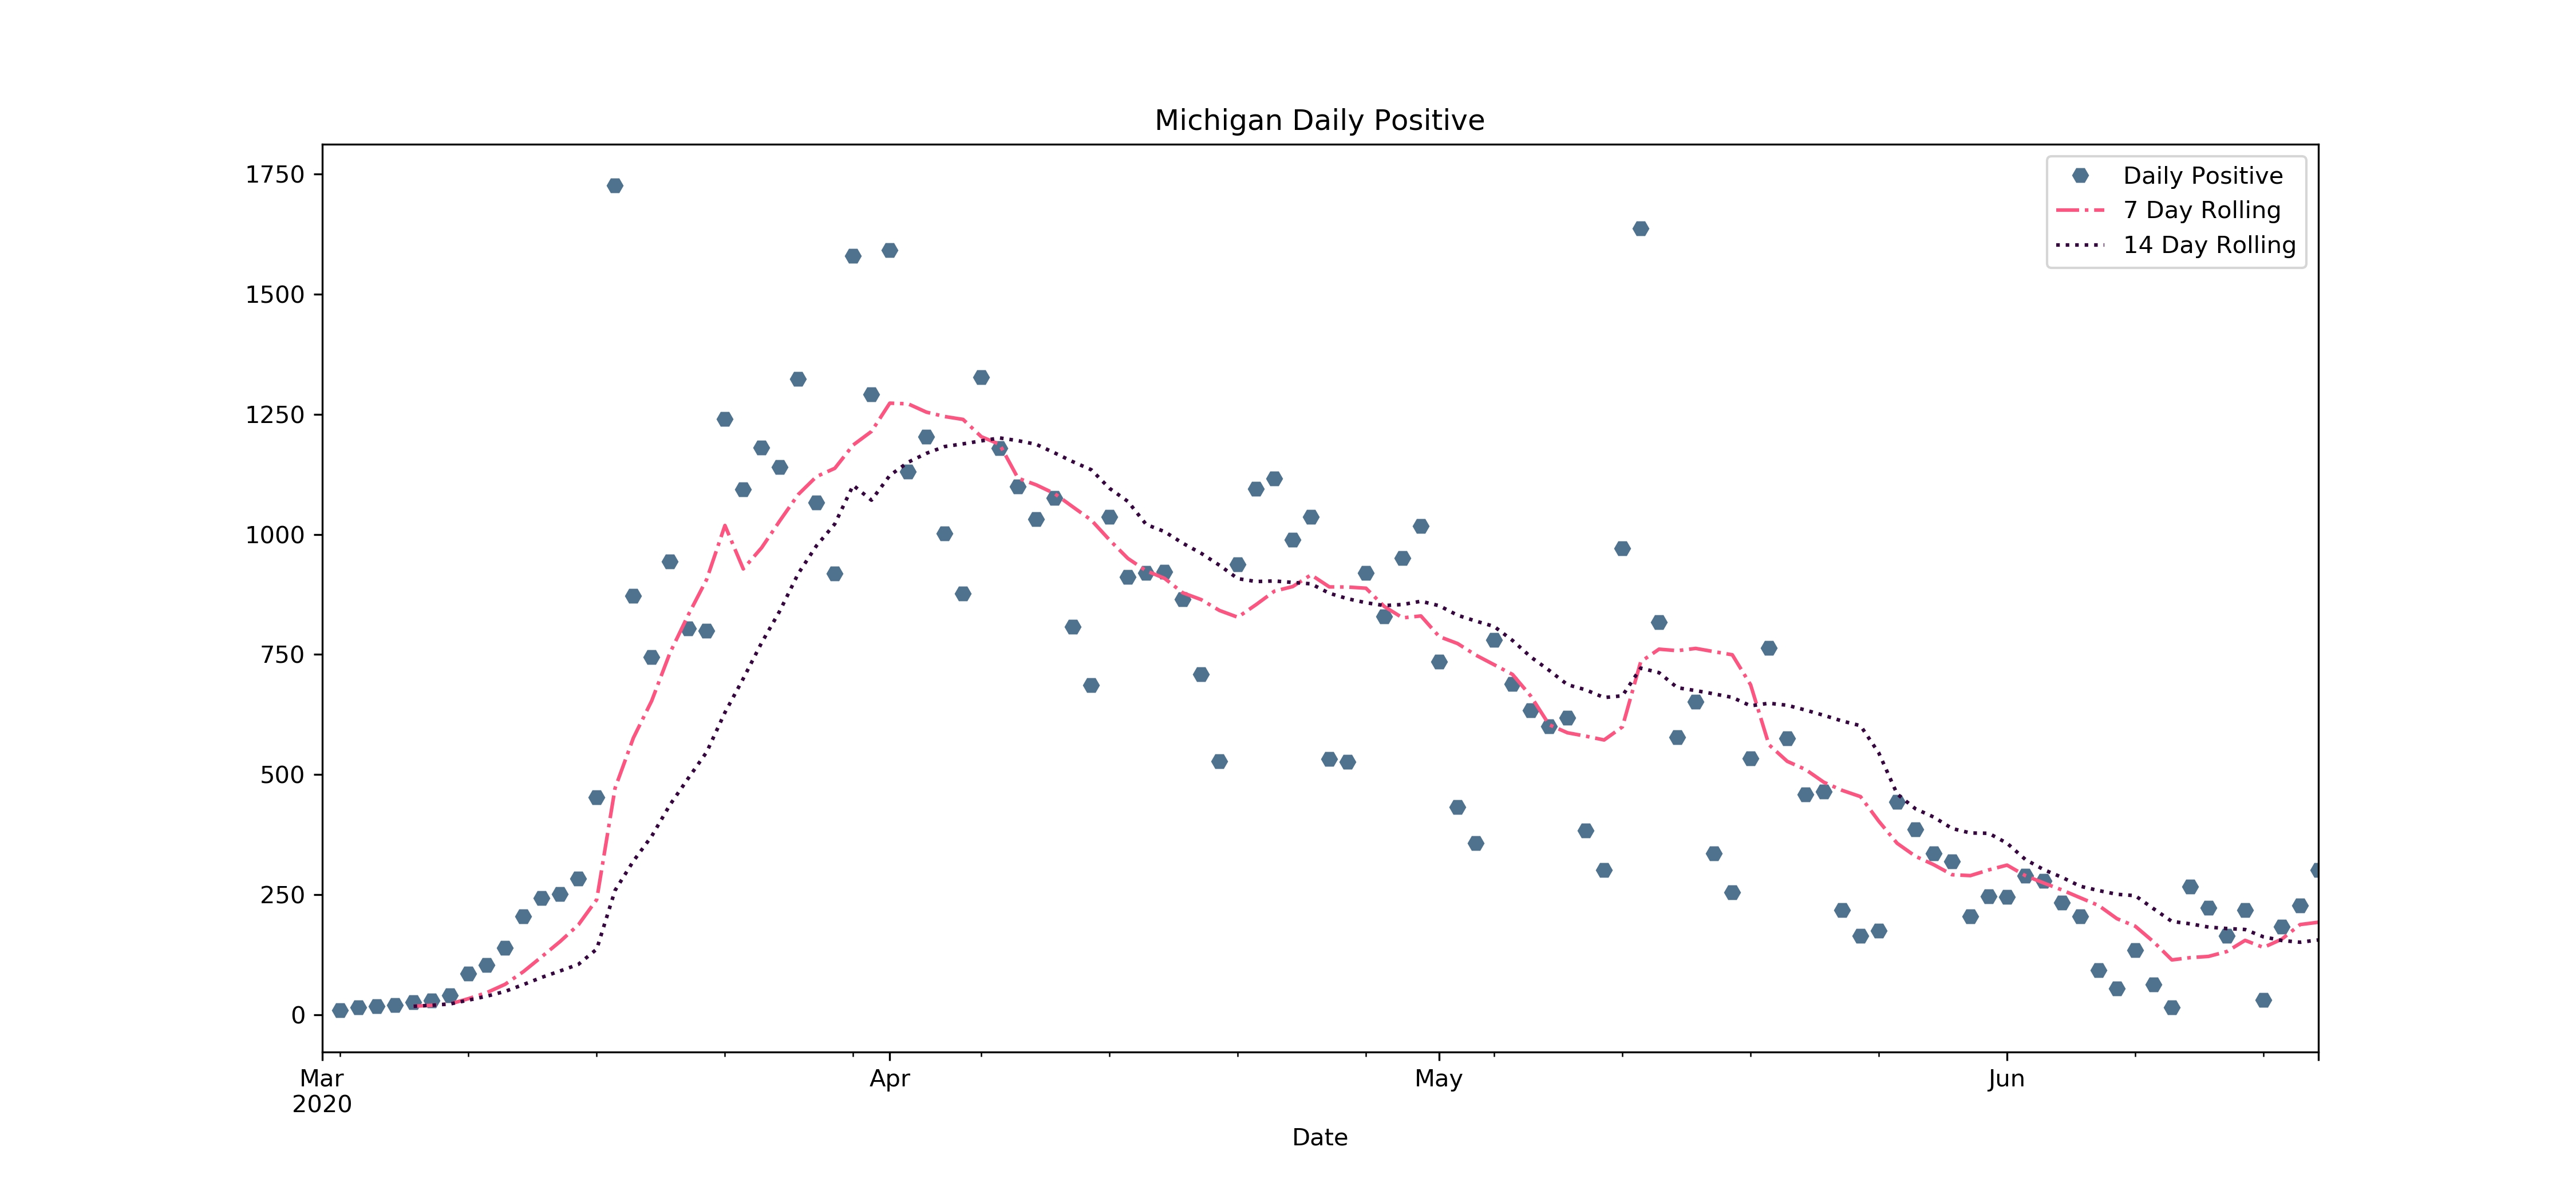 Michigan Daily Positive
1750
1500
1250
1000
750
500
250
0
Daily Positive
7 Day Rolling
14 Day Rolling
Mar
2020
Apr
May
Jun
Date